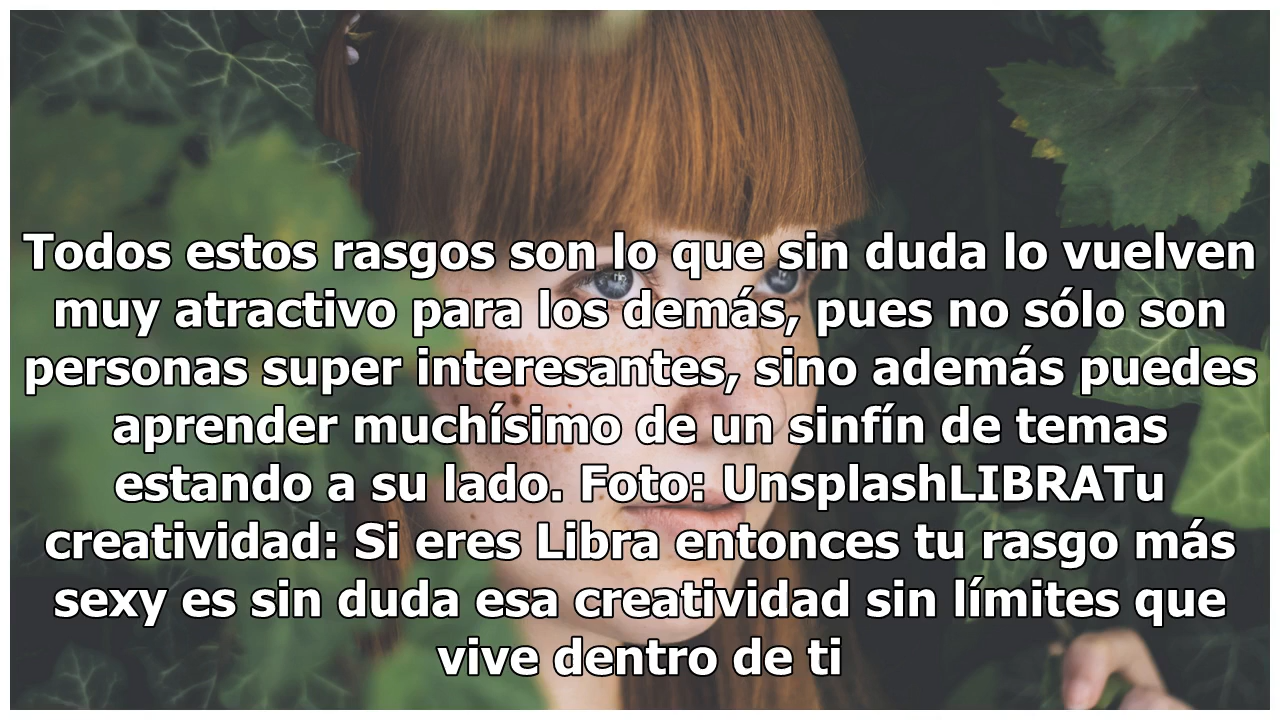 Todos estos rasgos son lo que sin duda lo vuelven
muy atractivo para los demás, pues no sólo son
personas super interesantes, sino además puedes
aprender muchísimo de un sinfín de temas
estando a su lado. Foto: UnsplashLIBRATu
creatividad: Si eres Libra entonces tu rasgo más
sexy es sin duda esa creatividad sin límites que
vive dentro de ti